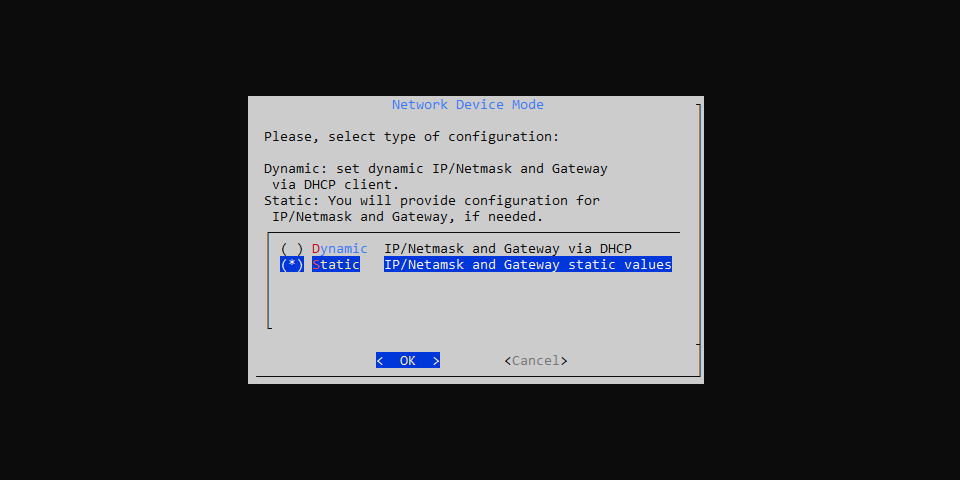 Network Device Mode
Please, select type of configuration:
Dynamic: set dynamic IP/Netmask and Gateway
via DHCP client.
Static: You will provide configuration for
IP/Netmask and Gateway, if needed.
( ) Dynamic IP/Netmask and Gateway via DHCP
(*) Static IP/Netamsk and Gateway static values
< OK > <Cancel>